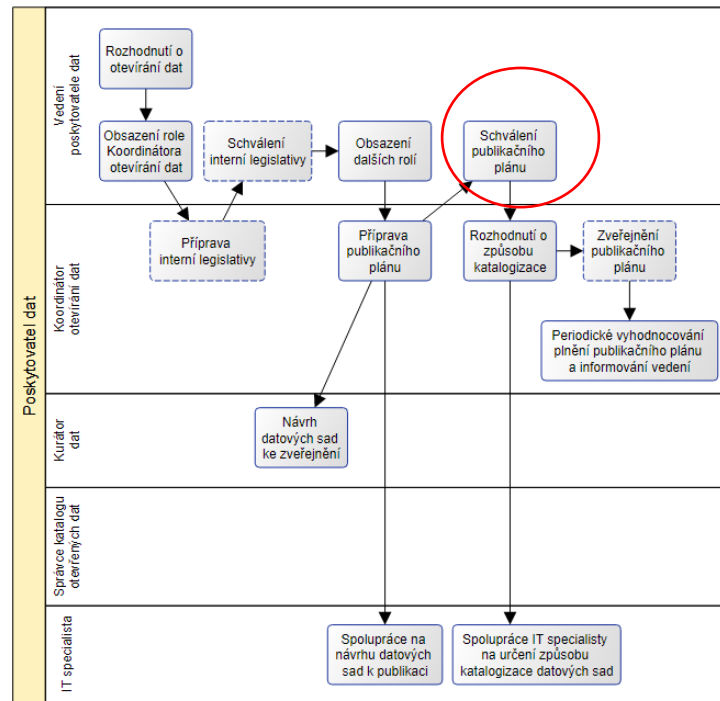 Poskytovatel dat
Vedení
poskytovatele dat
Rozhodnutí o
otevírání dat
Obsazení role
Koordinátora
otevírání dat
Schválení
interní legislativy
Obsazení
dalších rolí
Schválení
publikačního
plánu
Koordinátor
otevírání dat
Příprava
interní legislativy
Příprava
publikačního
plánu
Rozhodnutí o
způsobu
katalogizace
Zveřejnění
publikačního
plánu
Periodické vyhodnocování
plnění publikačního plánu
a informování vedení
Kurátor
dat
Návrh
datových sad
ke zveřejnění
Správce katalogu
otevřených dat
IT specialista
Spolupráce na
návrhu datových
sad k publikaci
Spolupráce IT specialisty
na určení způsobu
katalogizace datových sad